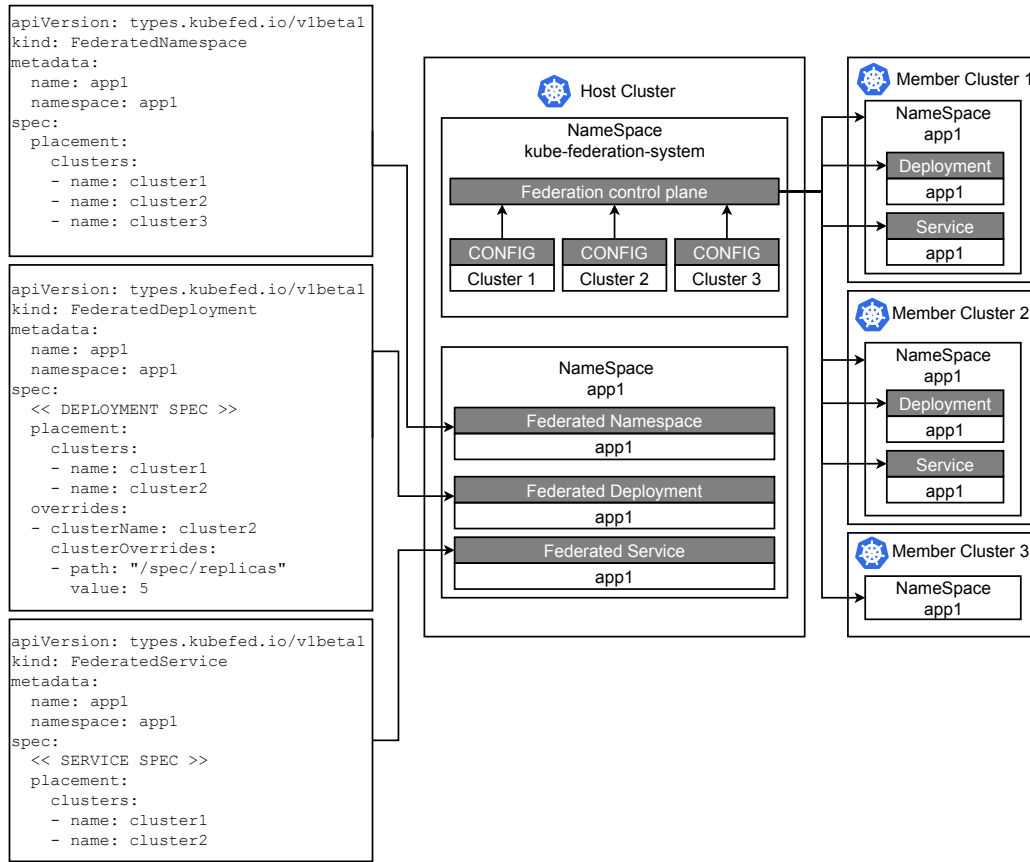 apiVersion: types.kubefed.io/v1beta1
kind: FederatedNamespace
metadata:
  name: app1
  namespace: app1
spec:
  placement:
    clusters:
    - name: cluster1
    - name: cluster2
    - name: cluster3
apiVersion: types.kubefed.io/v1beta1
kind: FederatedDeployment
metadata:
  name: app1
  namespace: app1
spec:
  << DEPLOYMENT SPEC >>
  placement:
    clusters:
    - name: cluster1
    - name: cluster2
  overrides:
  - clusterName: cluster2
    clusterOverrides:
    - path: "/spec/replicas"
      value: 5
apiVersion: types.kubefed.io/v1beta1
kind: FederatedService
metadata:
  name: app1
  namespace: app1
spec:
  << SERVICE SPEC >>
  placement:
    clusters:
    - name: cluster1
    - name: cluster2
Host Cluster
NameSpace
kube-federation-system
Federation control plane
CONFIG
Cluster 1
CONFIG
Cluster 2
CONFIG
Cluster 3
NameSpace
app1
Federated Namespace
app1
Federated Deployment
app1
Federated Service
app1
Member Cluster 1
NameSpace
app1
Deployment
app1
Service
app1
Member Cluster 2
NameSpace
app1
Deployment
app1
Service
app1
Member Cluster 3
NameSpace
app1